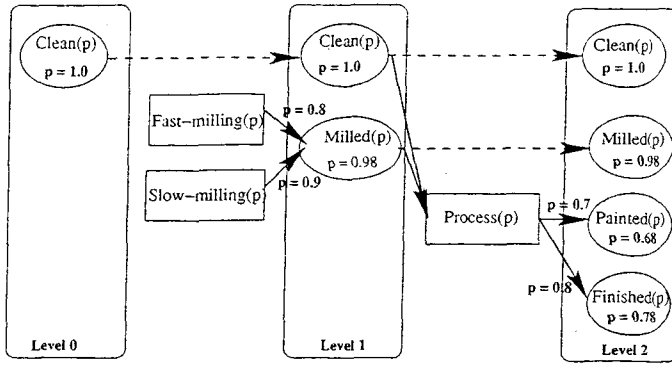 Clean(p)
p = 1.0
Clean(p)
p = 1.0
Clean(p)
p = 1.0
Fast-milling(p)
p = 0.8
Milled(p)
p = 0.98
Milled(p)
p = 0.98
Slow-milling(p)
p = 0.9
Process(p)
p = 0.7
Painted(p)
p = 0.68
p = 0.8
Finished(p)
p = 0.78
Level 0
Level 1
Level 2